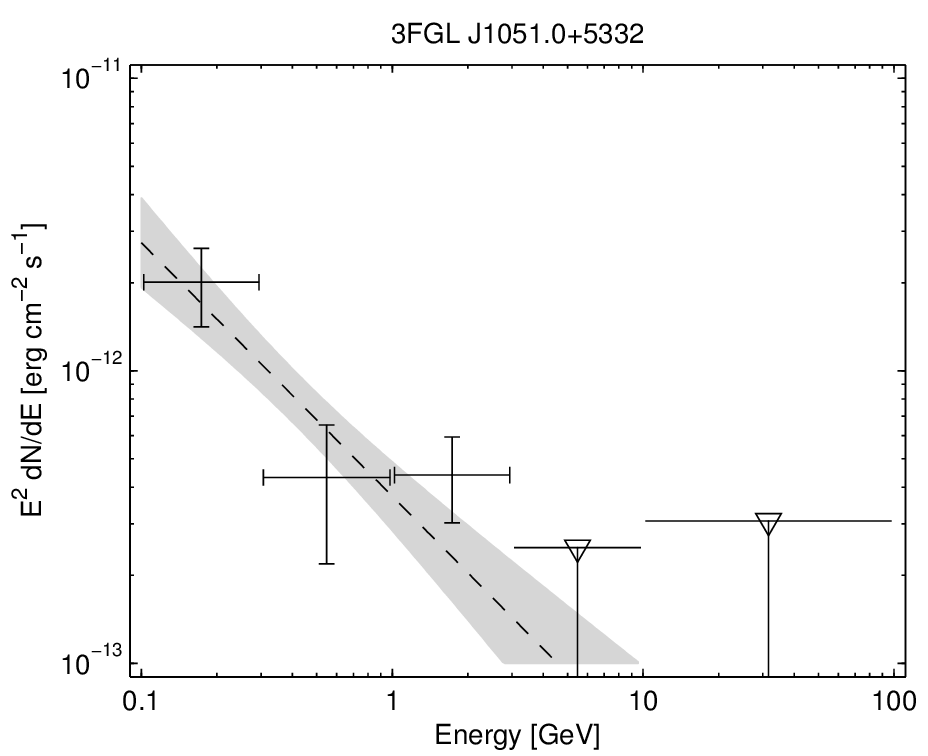 3FGL J1051.0+5332
10⁻¹¹
10⁻¹²
10⁻¹³
E² dN/dE [erg cm⁻² s⁻¹]
0.1 1 10 100
Energy [GeV]